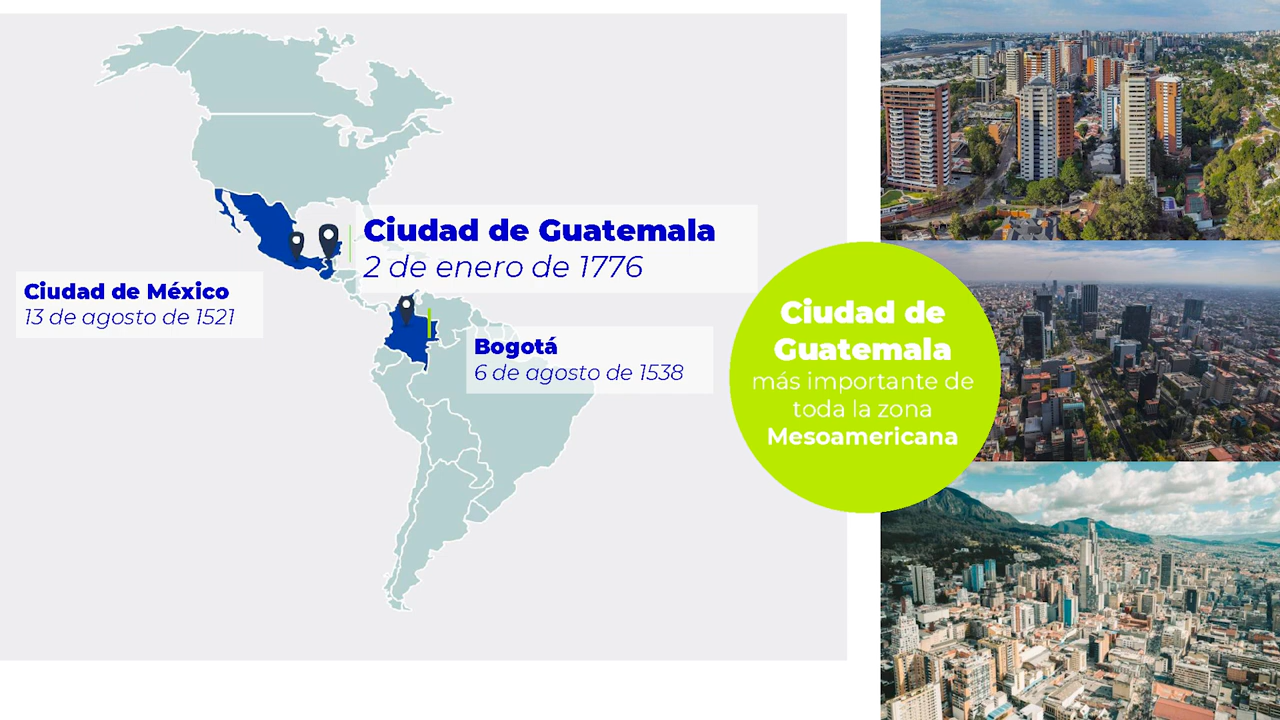 Ciudad de Guatemala
2 de enero de 1776
Ciudad de México
13 de agosto de 1521
Bogotá
6 de agosto de 1538
Ciudad de
Guatemala
más importante de
toda la zona
Mesoamericana